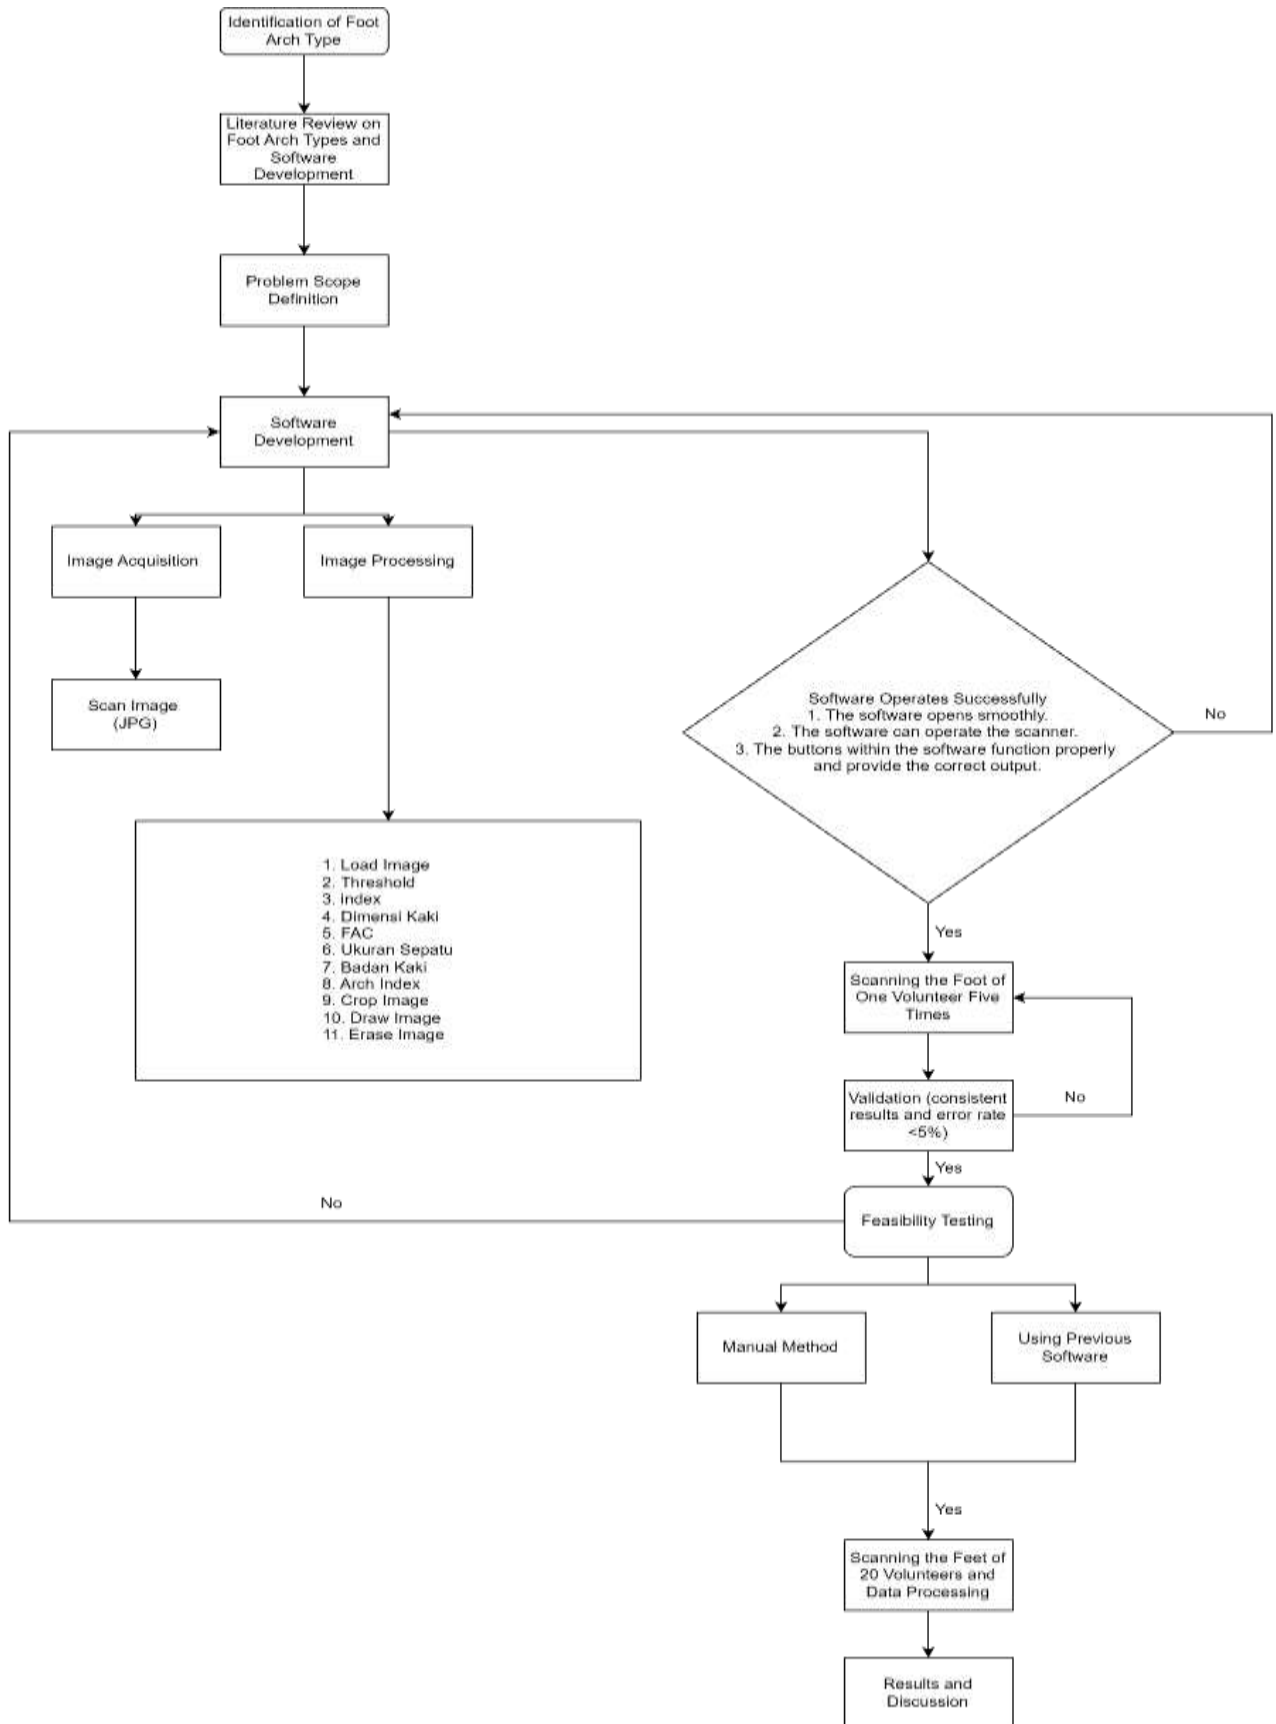 Identification of Foot
Arch Type
Literature Review on
Foot Arch Types and
Software
Development
Problem Scope
Definition
Software
Development
Image Acquisition
Image Processing
Scan Image
(JPG)
Software Operates Successfully
1. The software opens smoothly.
2. The software can operate the scanner.
3. The buttons within the software function properly
and provide the correct output.
No
1. Load Image
2. Threshold
3. Index
4. Dimensi Kaki
5. FAC
6. Ukuran Sepatu
7. Badan Kaki
8. Arch Index
9. Crop Image
10. Draw Image
11. Erase Image
Yes
Scanning the Foot of
One Volunteer Five
Times
Validation (consistent
results and error rate
<5%)
No
Yes
No
Feasibility Testing
Manual Method
Using Previous
Software
Yes
Scanning the Feet of
20 Volunteers and
Data Processing
Results and
Discussion